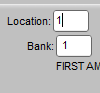 Location: 1
Bank: 1
FIRST AM